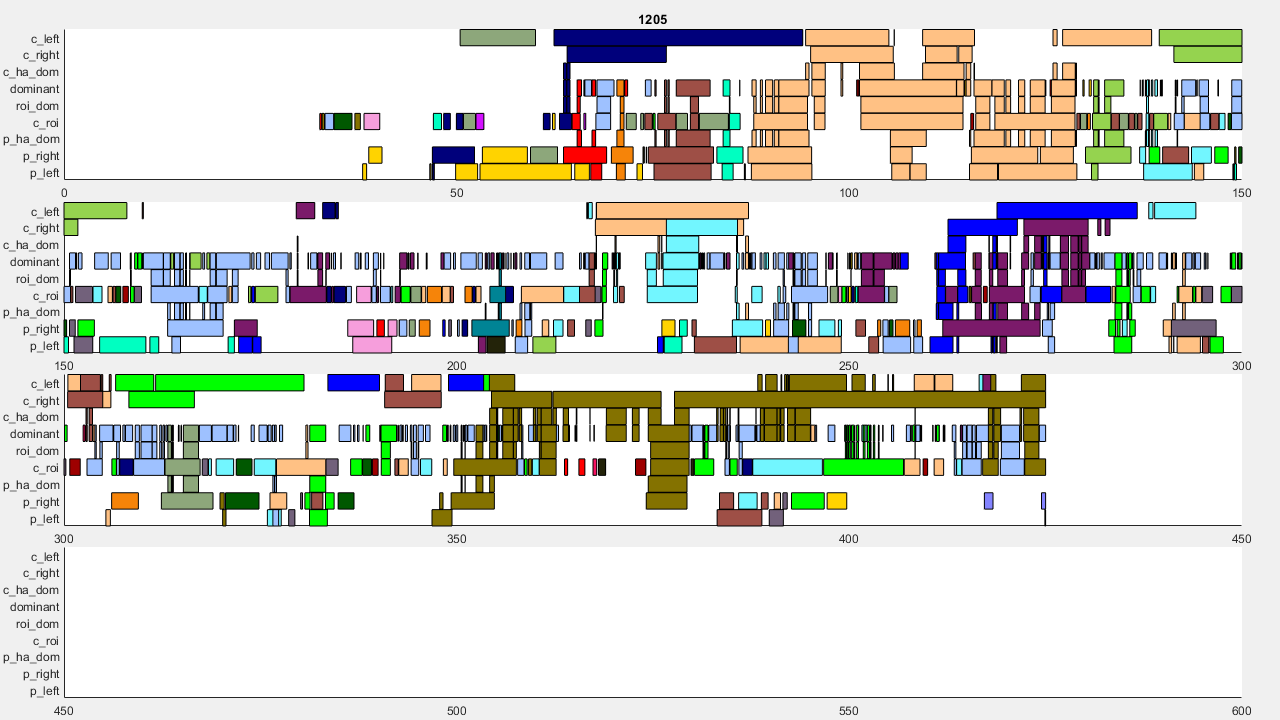 1205
c_left
c_right
c_ha_dom
dominant
roi_dom
c_roi
p_ha_dom
p_right
p_left
0 50 100 150
c_left
c_right
c_ha_dom
dominant
roi_dom
c_roi
p_ha_dom
p_right
p_left
150 200 250 300
c_left
c_right
c_ha_dom
dominant
roi_dom
c_roi
p_ha_dom
p_right
p_left
300 350 400 450
c_left
c_right
c_ha_dom
dominant
roi_dom
c_roi
p_ha_dom
p_right
p_left
450 500 550 600